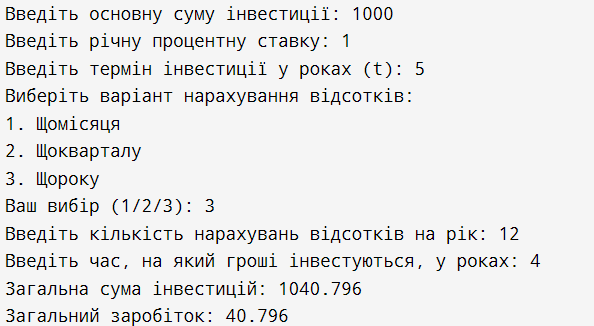 Введіть основну суму інвестиції: 1000
Введіть річну процентну ставку: 1
Введіть термін інвестиції у роках (t): 5
Виберіть варіант нарахування відсотків:
1. Щомісяця
2. Щокварталу
3. Щороку
Ваш вибір (1/2/3): 3
Введіть кількість нарахувань відсотків на рік: 12
Введіть час, на який гроші інвестуються, у роках: 4
Загальна сума інвестицій: 1040.796
Загальний заробіток: 40.796